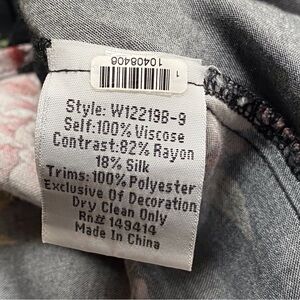 1 10408406
Style: W12219B-9
Self:100% Viscose
Contrast:82% Rayon
18% Silk
Trims:100% Polyester
Exclusive Of Decoration
Dry Clean Only
Rn# 149414
Made In China